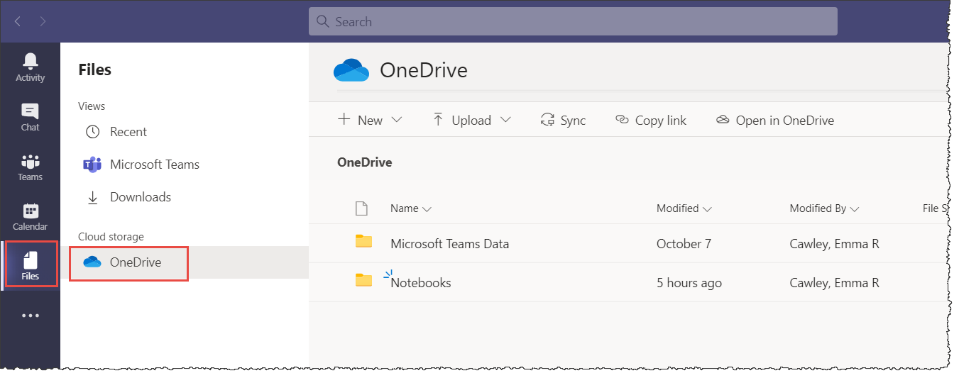 Search
Activity
Chat
Teams
Calendar
Files
Files
Views
Recent
Microsoft Teams
Downloads
Cloud storage
OneDrive
OneDrive
New Upload Sync Copy link Open in OneDrive
OneDrive
Name Modified Modified By File S
Microsoft Teams Data October 7 Cawley, Emma R
Notebooks 5 hours ago Cawley, Emma R